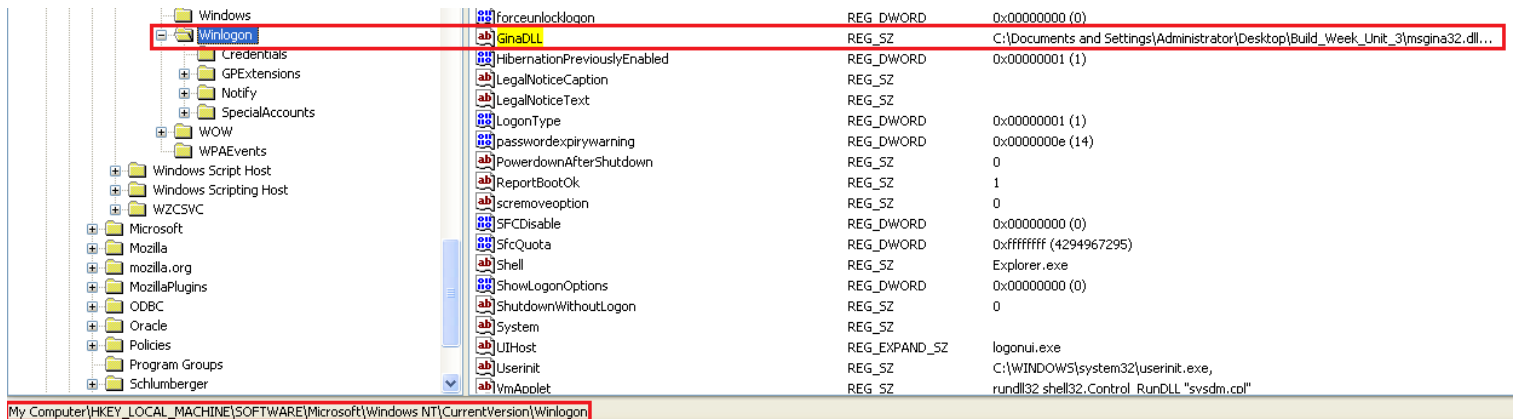 Windows
Winlogon
Credentials
GPExtensions
Notify
SpecialAccounts
WOW
WPAEvents
Windows Script Host
Windows Scripting Host
WZCSVC
Microsoft
Mozilla
mozilla.org
MozillaPlugins
ODBC
Oracle
Policies
Program Groups
Schlumberger
forceunlocklogon REG_DWORD 0x00000000 (0)
GinaDLL REG_SZ C:\Documents and Settings\Administrator\Desktop\Build_Week_Unit_3\msgina32.dll...
HibernationPreviouslyEnabled REG_DWORD 0x00000001 (1)
LegalNoticeCaption REG_SZ
LegalNoticeText REG_SZ
LogonType REG_DWORD 0x00000001 (1)
passwordexpirywarning REG_DWORD 0x0000000e (14)
PowerdownAfterShutdown REG_SZ 0
ReportBootOk REG_SZ 1
scremoveoption REG_SZ 0
SFCDisable REG_DWORD 0x00000000 (0)
SfcQuota REG_DWORD 0xffffffff (4294967295)
Shell REG_SZ Explorer.exe
ShowLogonOptions REG_DWORD 0x00000000 (0)
ShutdownWithoutLogon REG_SZ 0
System REG_SZ
UIHost REG_EXPAND_SZ logonui.exe
Userinit REG_SZ C:\WINDOWS\system32\userinit.exe,
VmApplet REG_SZ rundll32 shell32,Control_RunDLL "sysdm.cpl"
My Computer\HKEY_LOCAL_MACHINE\SOFTWARE\Microsoft\Windows NT\CurrentVersion\Winlogon